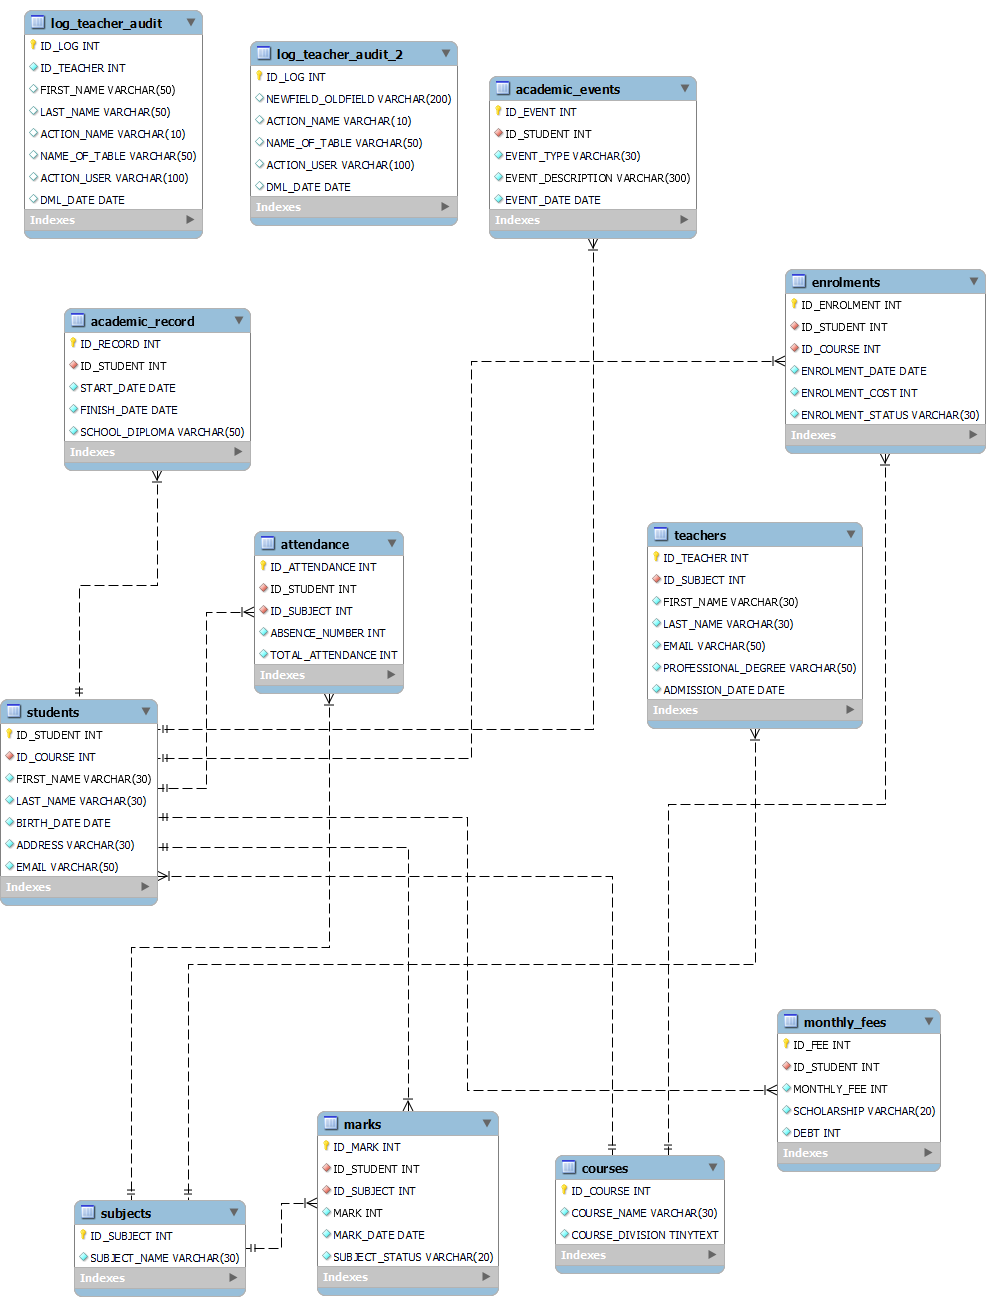 log_teacher_audit
ID_LOG INT
ID_TEACHER INT
FIRST_NAME VARCHAR(50)
LAST_NAME VARCHAR(50)
ACTION_NAME VARCHAR(10)
NAME_OF_TABLE VARCHAR(50)
ACTION_USER VARCHAR(100)
DML_DATE DATE
Indexes
log_teacher_audit_2
ID_LOG INT
NEWFIELD_OLDFIELD VARCHAR(200)
ACTION_NAME VARCHAR(10)
NAME_OF_TABLE VARCHAR(50)
ACTION_USER VARCHAR(100)
DML_DATE DATE
Indexes
academic_events
ID_EVENT INT
ID_STUDENT INT
EVENT_TYPE VARCHAR(30)
EVENT_DESCRIPTION VARCHAR(300)
EVENT_DATE DATE
Indexes
enrolments
ID_ENROLMENT INT
ID_STUDENT INT
ID_COURSE INT
ENROLMENT_DATE DATE
ENROLMENT_COST INT
ENROLMENT_STATUS VARCHAR(30)
Indexes
academic_record
ID_RECORD INT
ID_STUDENT INT
START_DATE DATE
FINISH_DATE DATE
SCHOOL_DIPLOMA VARCHAR(50)
Indexes
attendance
ID_ATTENDANCE INT
ID_STUDENT INT
ID_SUBJECT INT
ABSENCE_NUMBER INT
TOTAL_ATTENDANCE INT
Indexes
teachers
ID_TEACHER INT
ID_SUBJECT INT
FIRST_NAME VARCHAR(30)
LAST_NAME VARCHAR(30)
EMAIL VARCHAR(50)
PROFESSIONAL_DEGREE VARCHAR(50)
ADMISSION_DATE DATE
Indexes
students
ID_STUDENT INT
ID_COURSE INT
FIRST_NAME VARCHAR(30)
LAST_NAME VARCHAR(30)
BIRTH_DATE DATE
ADDRESS VARCHAR(30)
EMAIL VARCHAR(50)
Indexes
monthly_fees
ID_FEE INT
ID_STUDENT INT
MONTHLY_FEE INT
SCHOLARSHIP VARCHAR(20)
DEBT INT
Indexes
marks
ID_MARK INT
ID_STUDENT INT
ID_SUBJECT INT
MARK INT
MARK_DATE DATE
SUBJECT_STATUS VARCHAR(20)
Indexes
courses
ID_COURSE INT
COURSE_NAME VARCHAR(30)
COURSE_DIVISION TINYTEXT
Indexes
subjects
ID_SUBJECT INT
SUBJECT_NAME VARCHAR(30)
Indexes